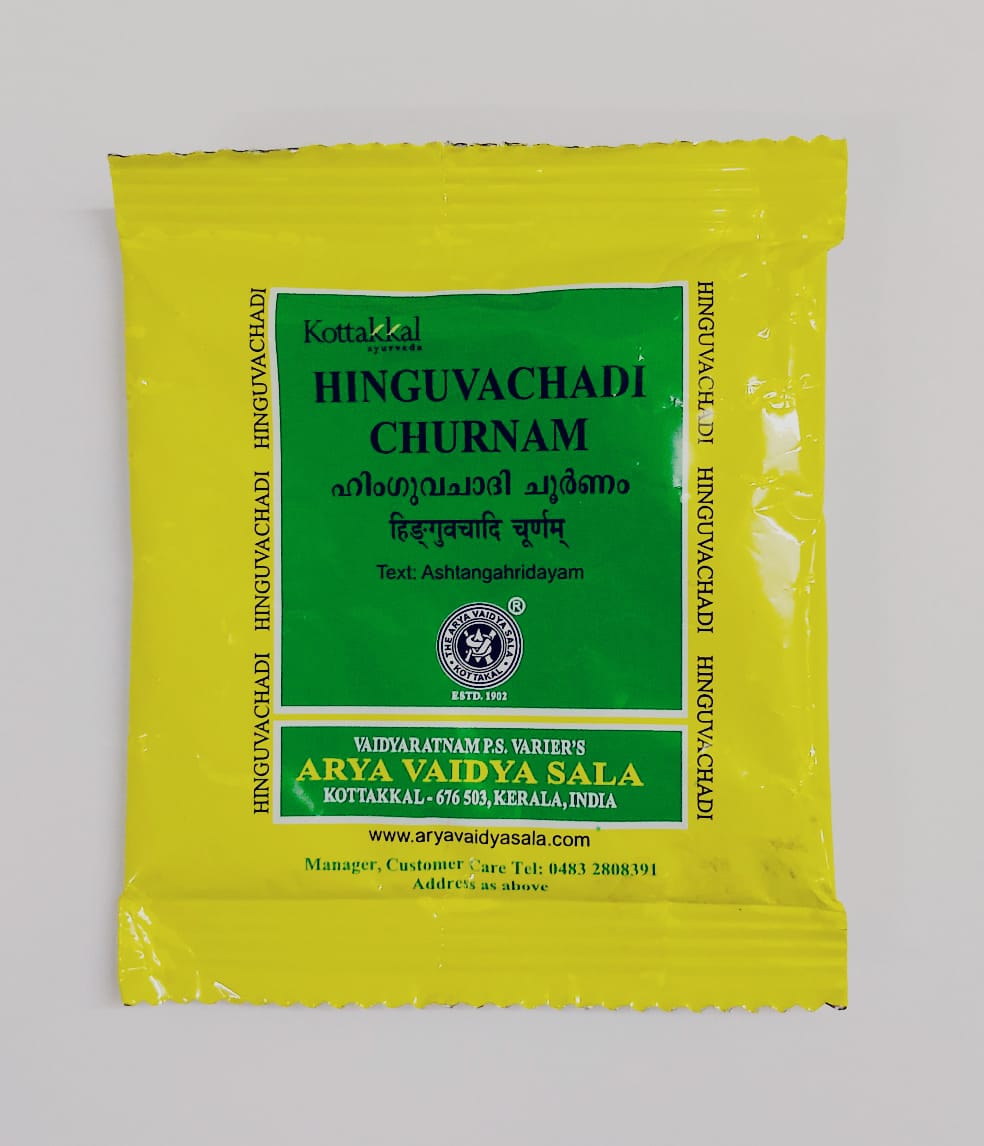 Kottakkal
ayurveda
HINGUVACHADI
CHURNAM
ഹിംഗുവചാദി ചൂർണം
हिङ्गुवचादि चूर्णम्
Text: Ashtangahridayam
®
THE ARYA VAIDYA SALA
KOTTAKAL
ESTD. 1902
VAIDYARATNAM P.S. VARIER'S
ARYA VAIDYA SALA
KOTTAKKAL - 676 503, KERALA, INDIA
www.aryavaidyasala.com
Manager, Customer Care Tel: 0483 2808391
Address as above
HINGUVACHADI HINGUVACHADI HINGUVACHADI
HINGUVACHADI HINGUVACHADI HINGUVACHADI